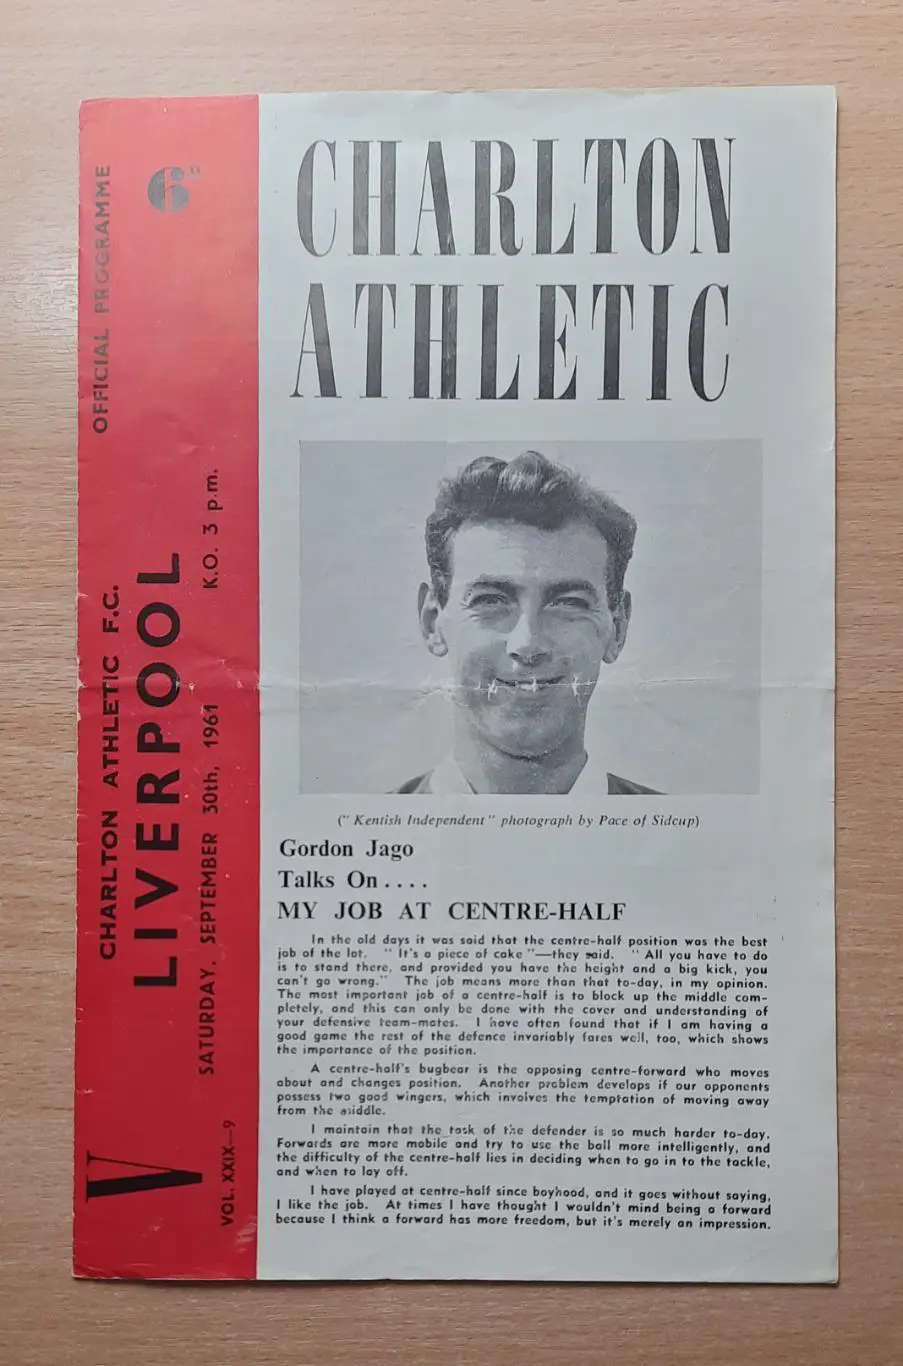 OFFICIAL PROGRAMME
6D
CHARLTON ATHLETIC F.C.
V LIVERPOOL
SATURDAY, SEPTEMBER 30th, 1961 K.O. 3 p.m.
VOL. XXIX—9
CHARLTON
ATHLETIC
("Kentish Independent" photograph by Pace of Sidcup)
Gordon Jago
Talks On....
MY JOB AT CENTRE-HALF
In the old days it was said that the centre-half position was the best
job of the lot. "It's a piece of cake"—they said. "All you have to do
is to stand there, and provided you have the height and a big kick, you
can't go wrong." The job means more than that to-day, in my opinion.
The most important job of a centre-half is to block up the middle com-
pletely, and this can only be done with the cover and understanding of
your defensive team-mates. I have often found that if I am having a
good game the rest of the defence invariably fares well, too, which shows
the importance of the position.
A centre-half's bugbear is the opposing centre-forward who moves
about and changes position. Another problem develops if our opponents
possess two good wingers, which involves the temptation of moving away
from the middle.
I maintain that the task of the defender is so much harder to-day.
Forwards are more mobile and try to use the ball more intelligently, and
the difficulty of the centre-half lies in deciding when to go in to the tackle,
and when to lay off.
I have played at centre-half since boyhood, and it goes without saying,
I like the job. At times I have thought I wouldn't mind being a forward
because I think a forward has more freedom, but it's merely an impression.